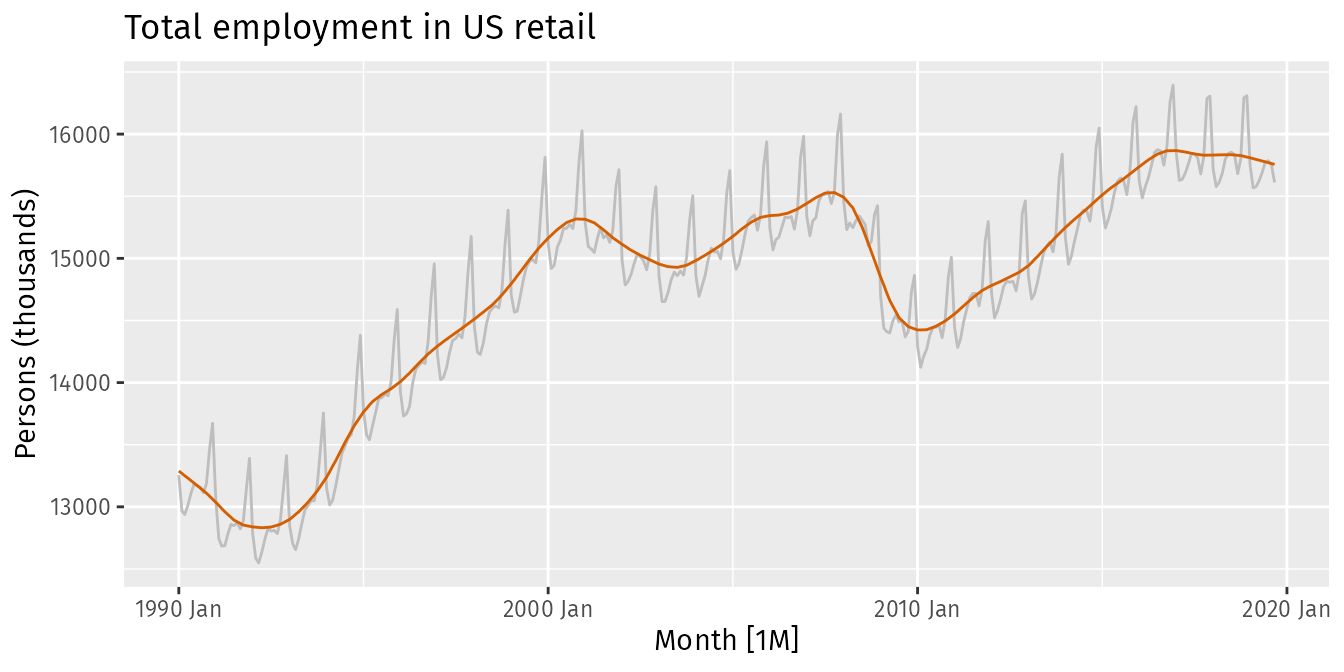 Total employment in US retail
Persons (thousands)
16000
15000
14000
13000
1990 Jan
2000 Jan
2010 Jan
2020 Jan
Month [1M]